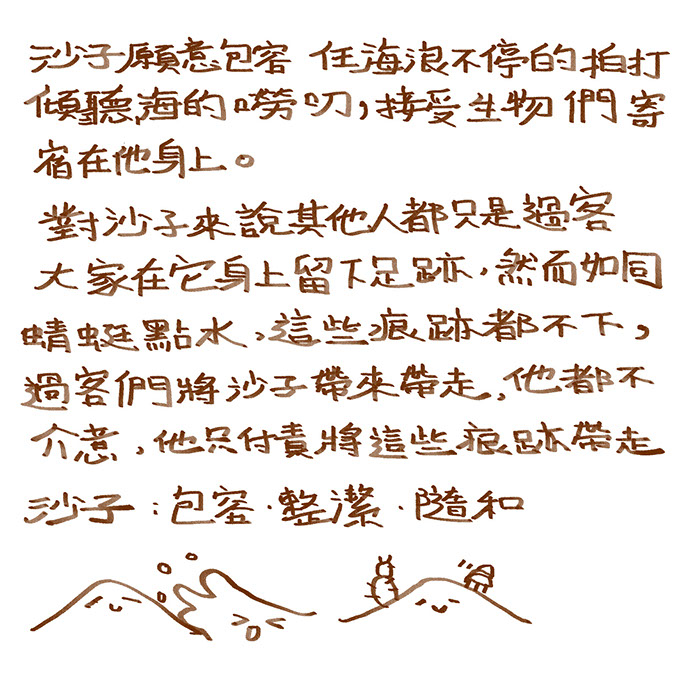 沙子願意包容 任海浪不停的拍打
傾聽海的嘮叨，接受生物們寄
宿在他身上。
對沙子來說其他人都只是過客
大家在它身上留下足跡，然而如同
蜻蜓點水，這些痕跡都不下，
過客們將沙子帶來帶走，他都不
介意，他只付責將這些痕跡帶走
沙子：包容·整潔·隨和